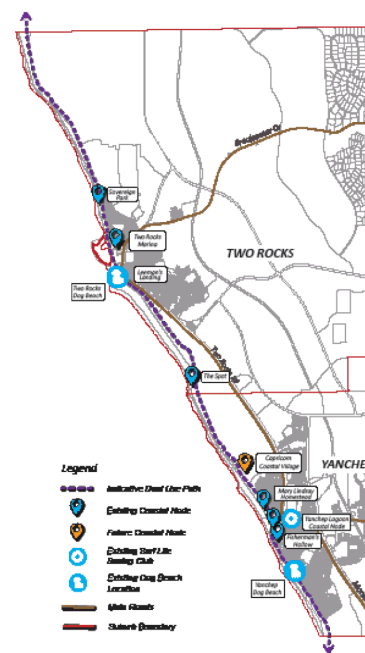 Breakwater Dr
Sovereign
Park
Two Rocks
Marina
TWO ROCKS
Leeman's
Landing
Two Rocks
Dog Beach
The Spot
Capricorn
Coastal Village
YANCHEP
Mary Lindsay
Homestead
Yanchep Lagoon
Coastal Node
Fisherman's
Hollow
Yanchep
Dog Beach
Legend
Indicative Dual Use Path
Existing Coastal Node
Future Coastal Node
Existing Surf Life
Saving Club
Existing Dog Beach
Location
Main Roads
Suburb Boundary